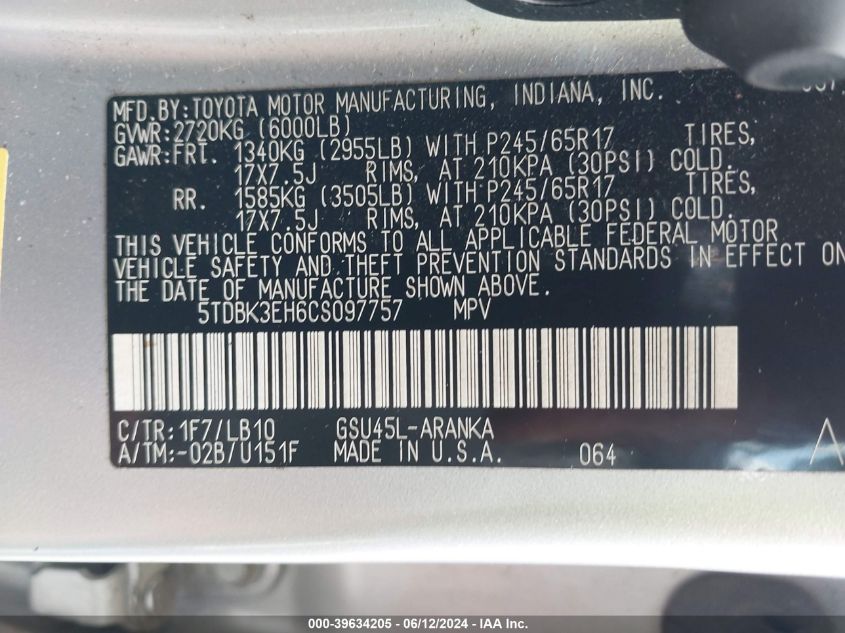 MFD.BY:TOYOTA MOTOR MANUFACTURING, INDIANA, INC.
GVWR:2720KG (6000LB)
GAWR:FRT. 1340KG (2955LB) WITH P245/65R17 TIRES,
17X7.5J RIMS, AT 210KPA (30PSI) COLD.
RR. 1585KG (3505LB) WITH P245/65R17 TIRES,
17X7.5J RIMS, AT 210KPA (30PSI) COLD.
THIS VEHICLE CONFORMS TO ALL APPLICABLE FEDERAL MOTOR
VEHICLE SAFETY AND THEFT PREVENTION STANDARDS IN EFFECT ON
THE DATE OF MANUFACTURE SHOWN ABOVE.
5TDBK3EH6CS097757 MPV
C/TR:1F7/LB10 GSU45L-ARANKA
A/TM:-02B/U151F MADE IN U.S.A. 064
000-39634205 - 06/12/2024 - IAA Inc.